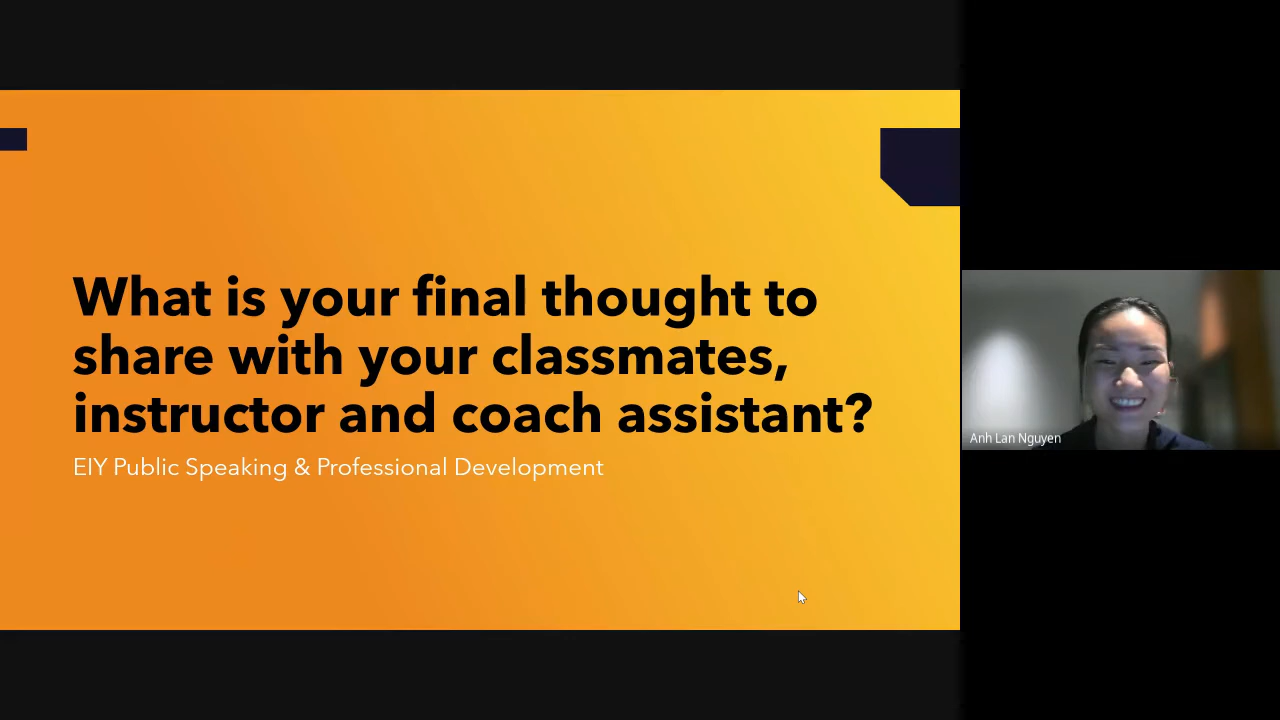 What is your final thought to
share with your classmates,
instructor and coach assistant?
EIY Public Speaking & Professional Development
Anh Lan Nguyen